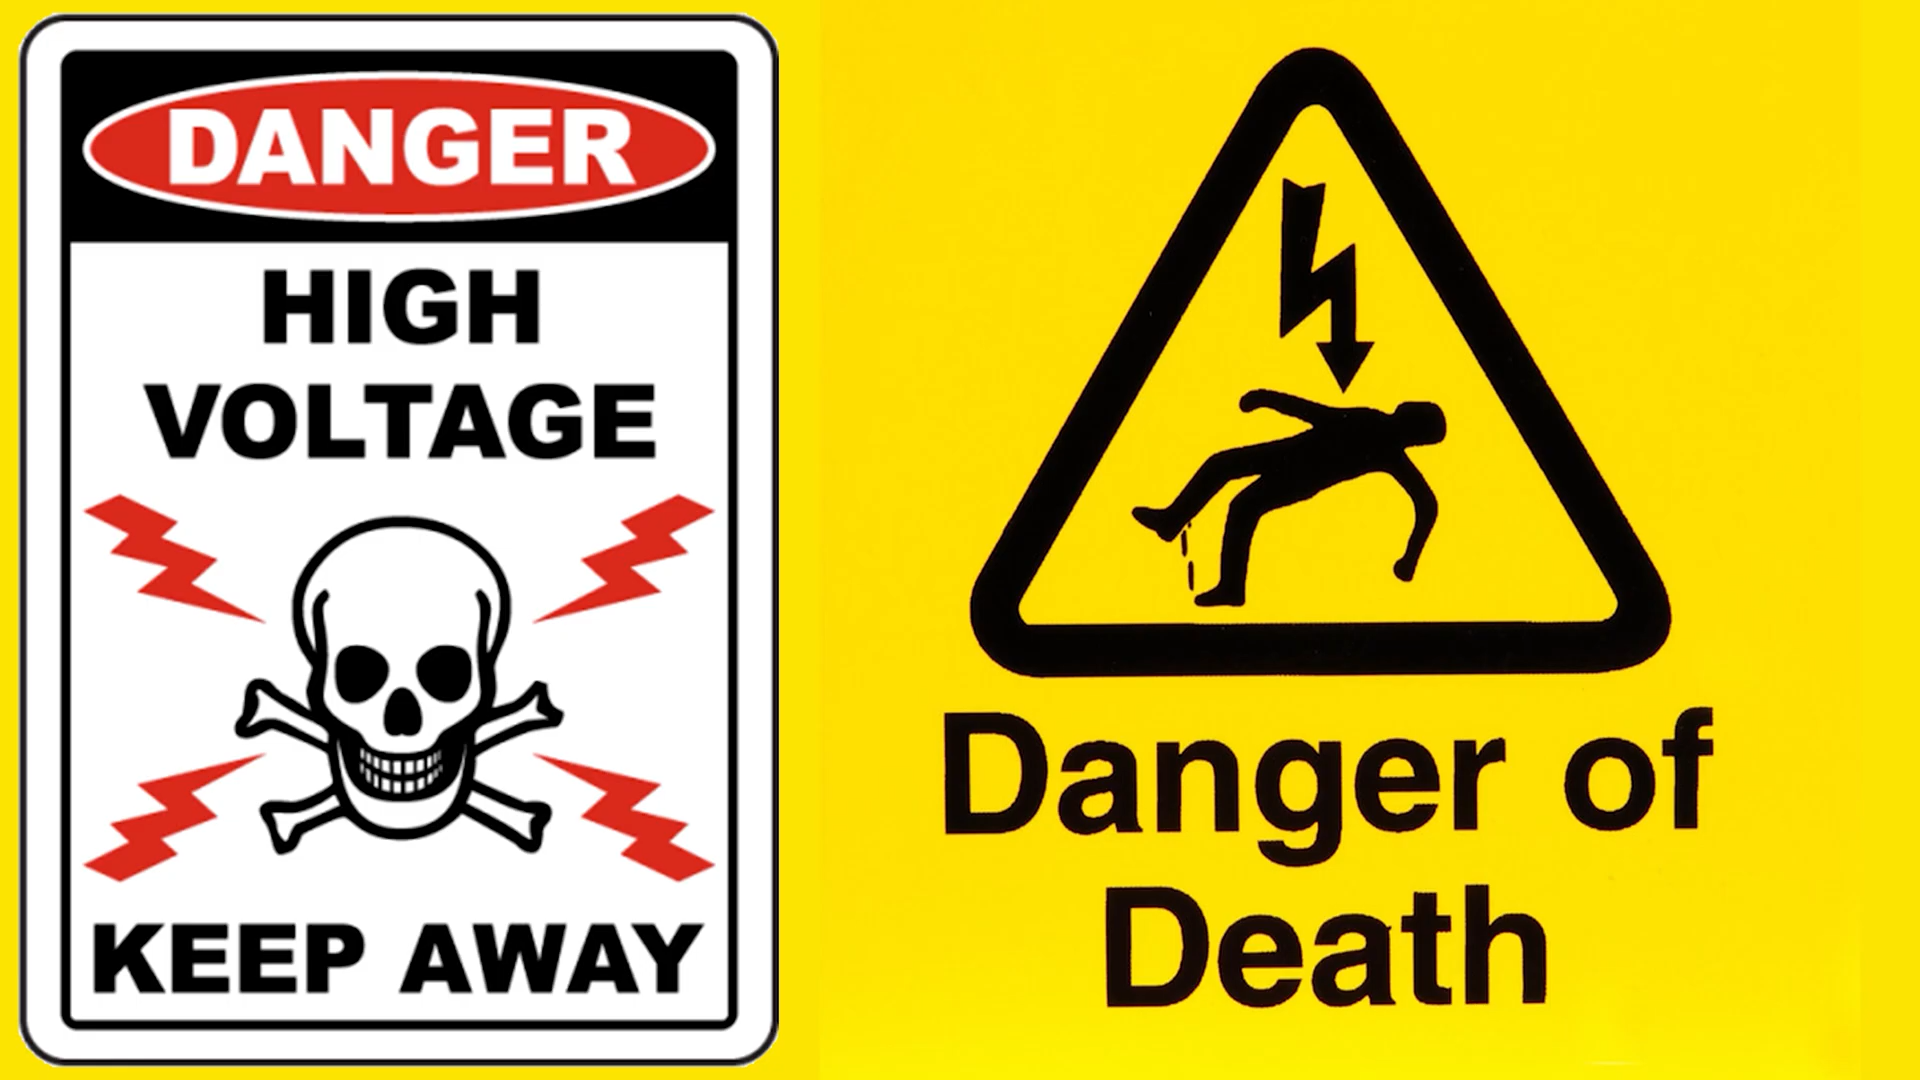 DANGER
HIGH
VOLTAGE
KEEP AWAY
Danger of
Death